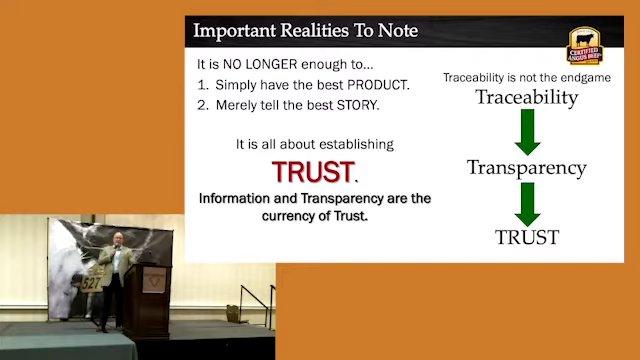 Important Realities To Note
It is NO LONGER enough to...
1. Simply have the best PRODUCT.
2. Merely tell the best STORY.
It is all about establishing
TRUST.
Information and Transparency are the
currency of Trust.
CERTIFIED
ANGUS BEEF
Traceability is not the endgame
Traceability
Transparency
TRUST
527